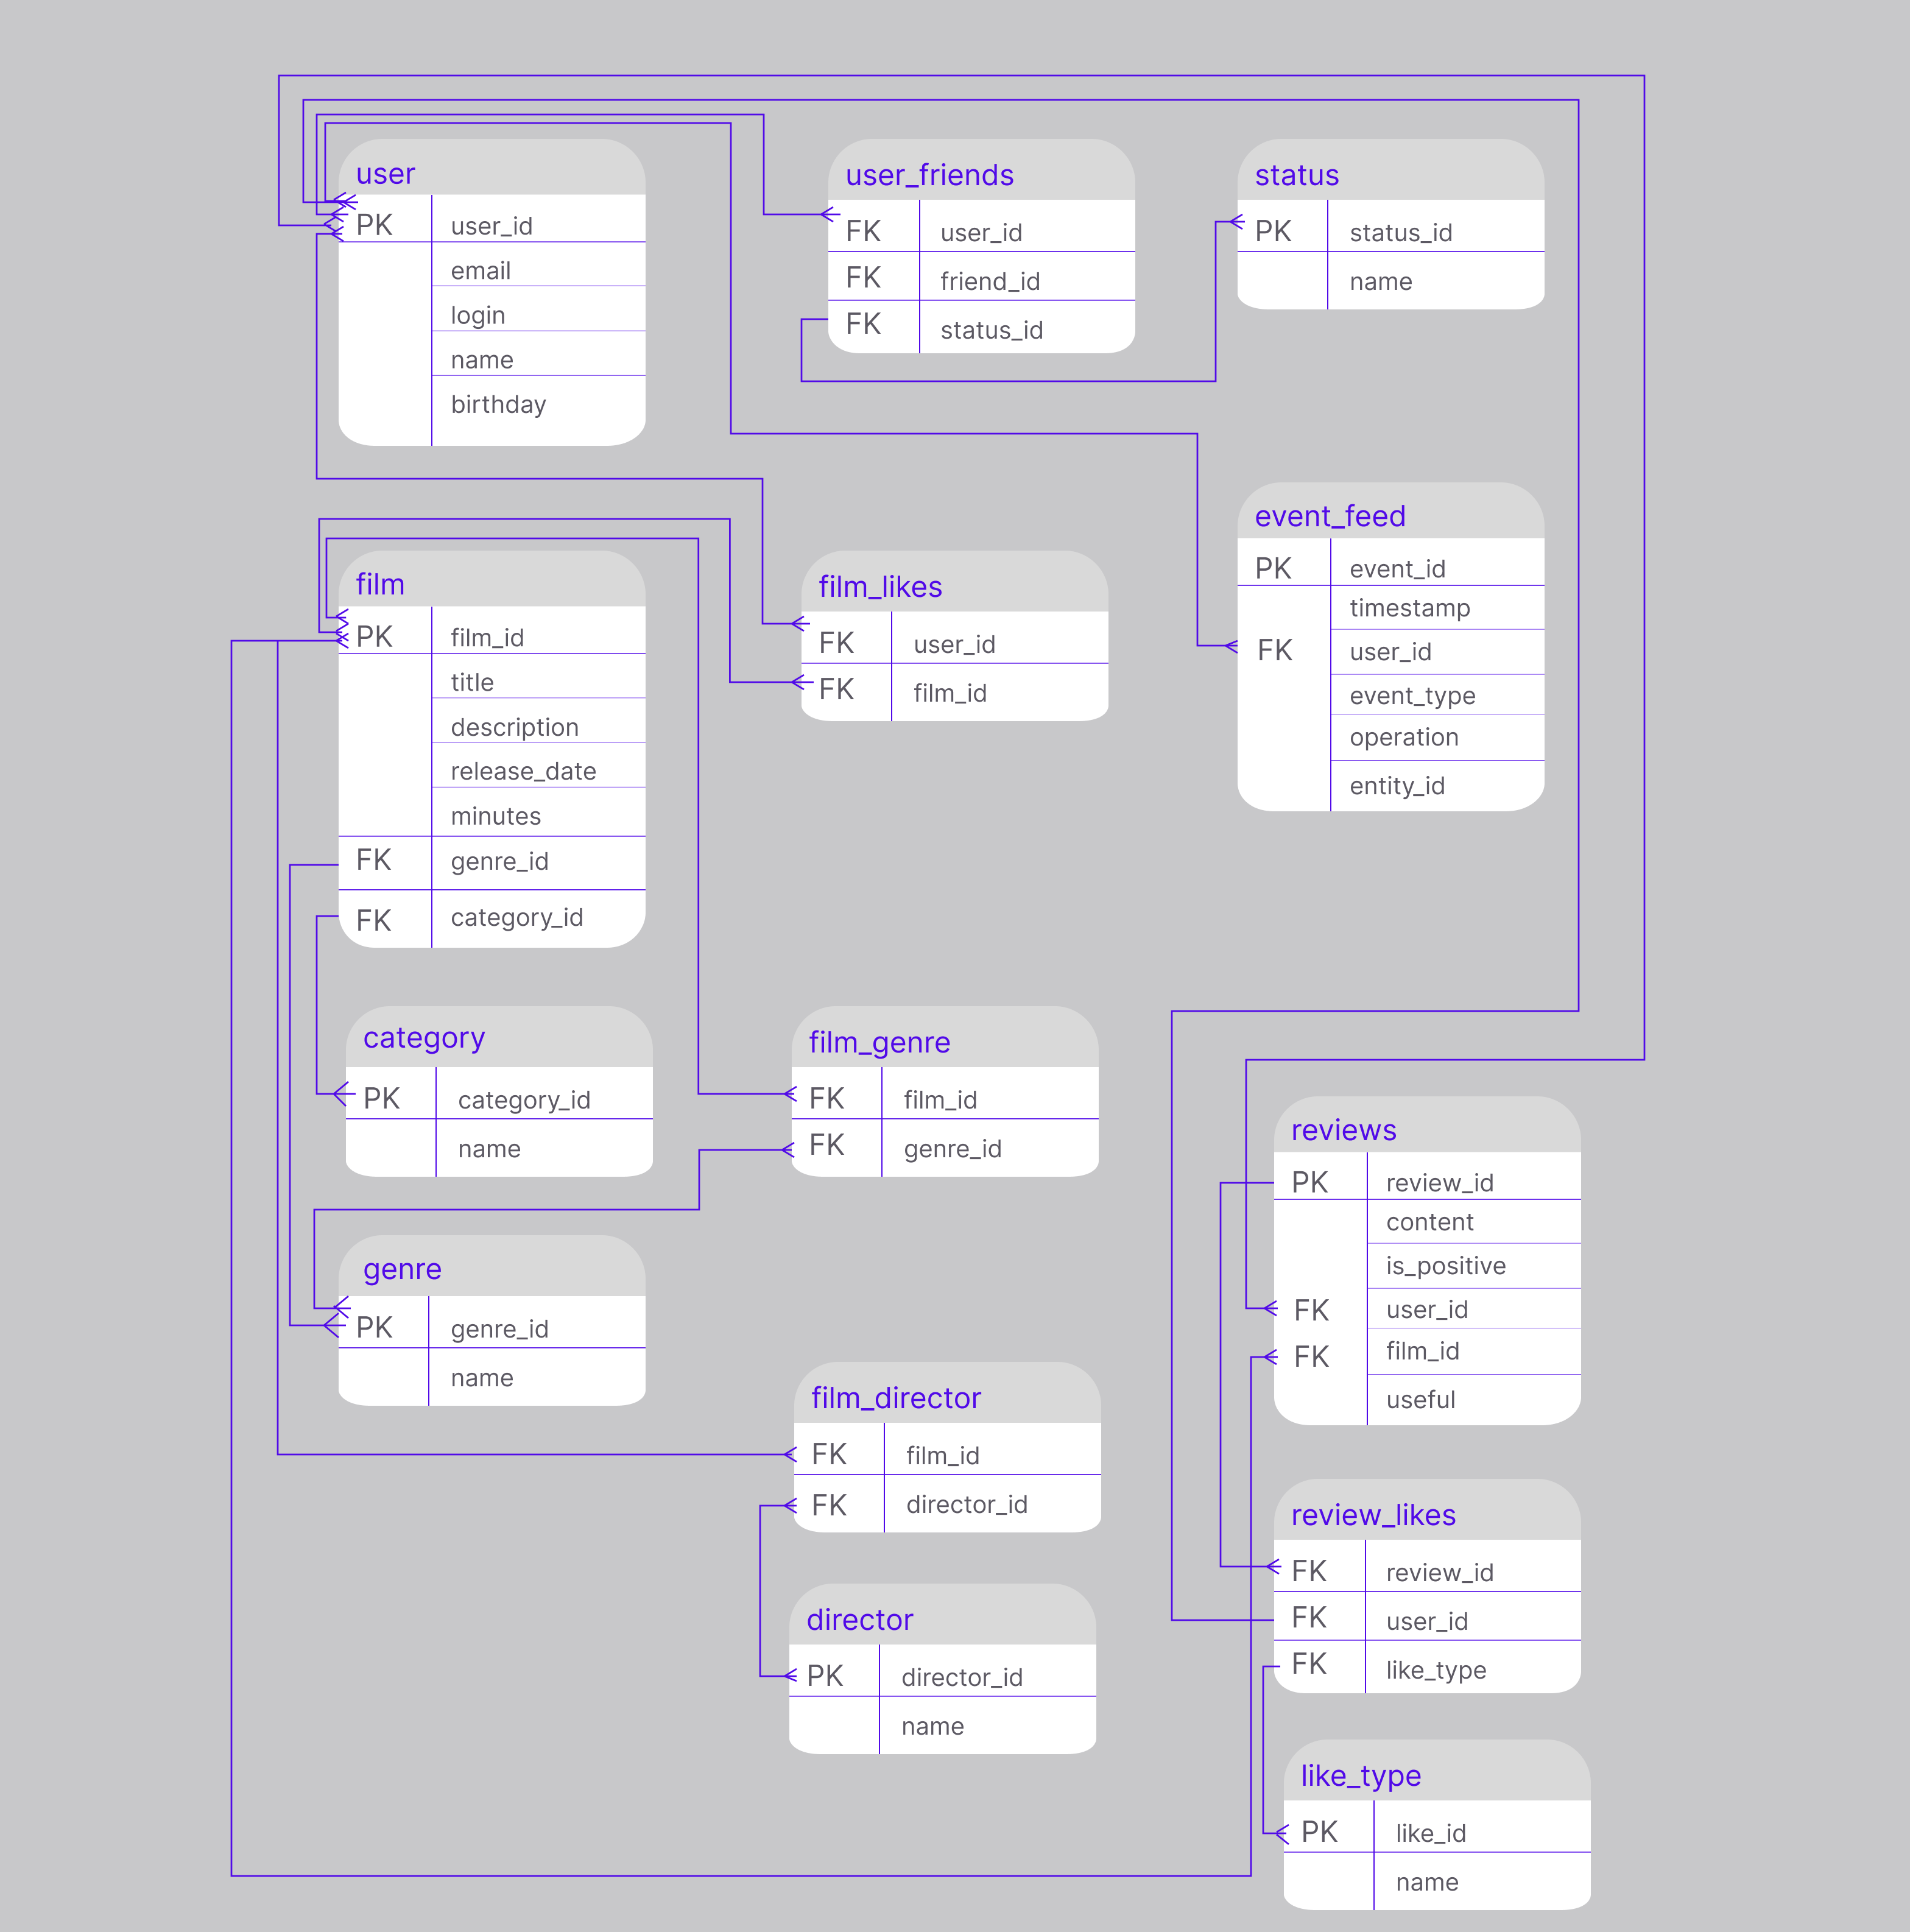 user
PK user_id
email
login
name
birthday
user_friends
FK user_id
FK friend_id
FK status_id
status
PK status_id
name
event_feed
PK event_id
timestamp
FK user_id
event_type
operation
entity_id
film
PK film_id
title
description
release_date
minutes
FK genre_id
FK category_id
film_likes
FK user_id
FK film_id
category
PK category_id
name
film_genre
FK film_id
FK genre_id
reviews
PK review_id
content
is_positive
FK user_id
FK film_id
useful
genre
PK genre_id
name
film_director
FK film_id
FK director_id
review_likes
FK review_id
FK user_id
FK like_type
director
PK director_id
name
like_type
PK like_id
name